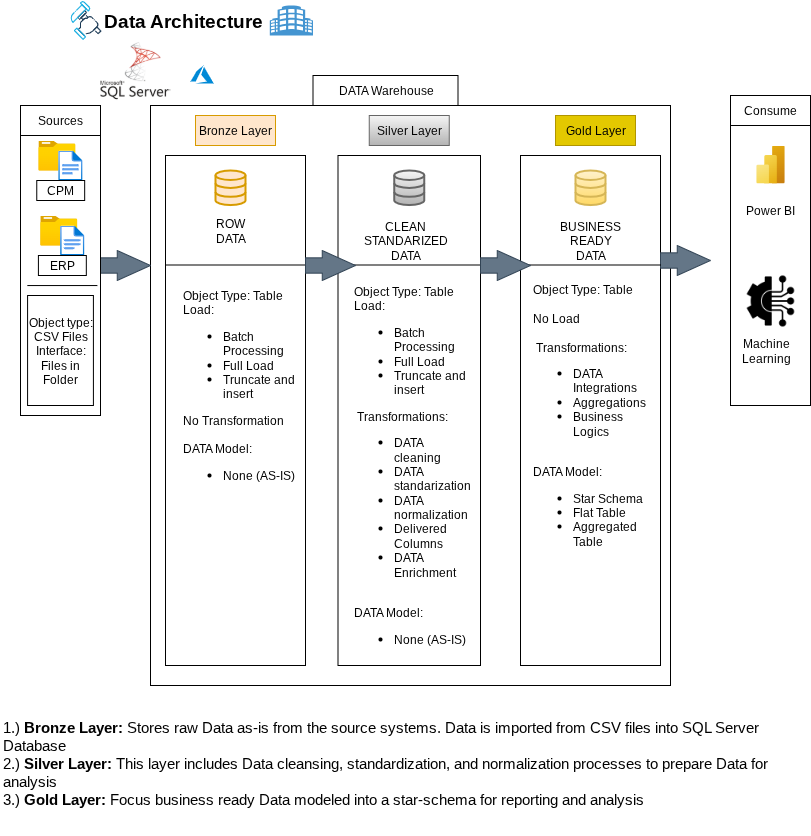 Data Architecture
Microsoft
SQL Server
DATA Warehouse
Sources
CPM
ERP
Object type:
CSV Files
Interface:
Files in
Folder
Bronze Layer
ROW
DATA
Object Type: Table
Load:
• Batch
Processing
• Full Load
• Truncate and
insert
No Transformation
DATA Model:
• None (AS-IS)
Silver Layer
CLEAN
STANDARIZED
DATA
Object Type: Table
Load:
• Batch
Processing
• Full Load
• Truncate and
insert
Transformations:
• DATA
cleaning
• DATA
standarization
• DATA
normalization
• Delivered
Columns
• DATA
Enrichment
DATA Model:
• None (AS-IS)
Gold Layer
BUSINESS
READY
DATA
Object Type: Table
No Load
Transformations:
• DATA
Integrations
• Aggregations
• Business
Logics
DATA Model:
• Star Schema
• Flat Table
• Aggregated
Table
Consume
Power BI
Machine
Learning
1.) Bronze Layer: Stores raw Data as-is from the source systems. Data is imported from CSV files into SQL Server
Database
2.) Silver Layer: This layer includes Data cleansing, standardization, and normalization processes to prepare Data for
analysis
3.) Gold Layer: Focus business ready Data modeled into a star-schema for reporting and analysis